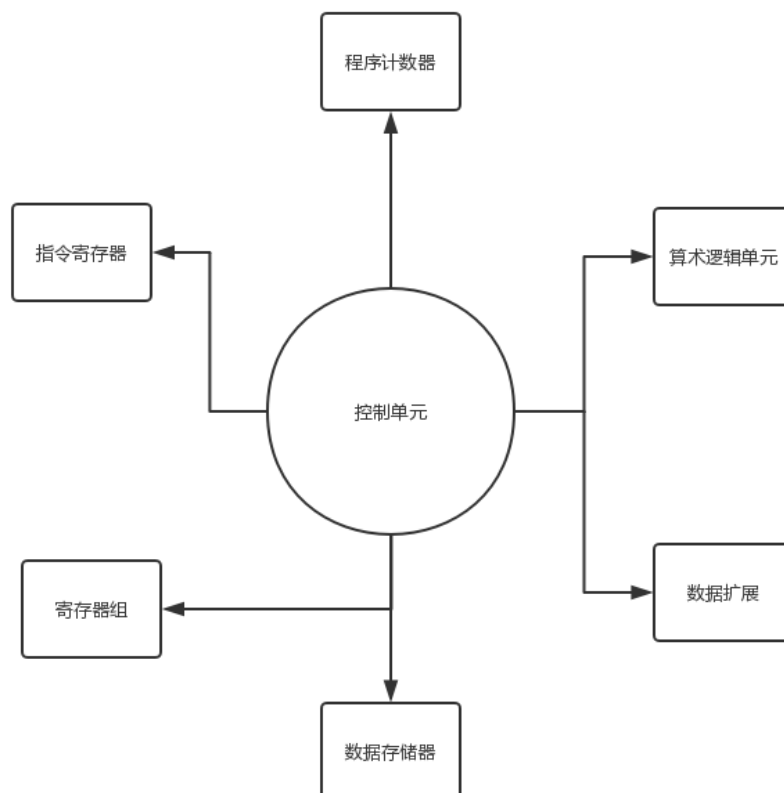 程序计数器
指令寄存器
算术逻辑单元
控制单元
寄存器组
数据扩展
数据存储器